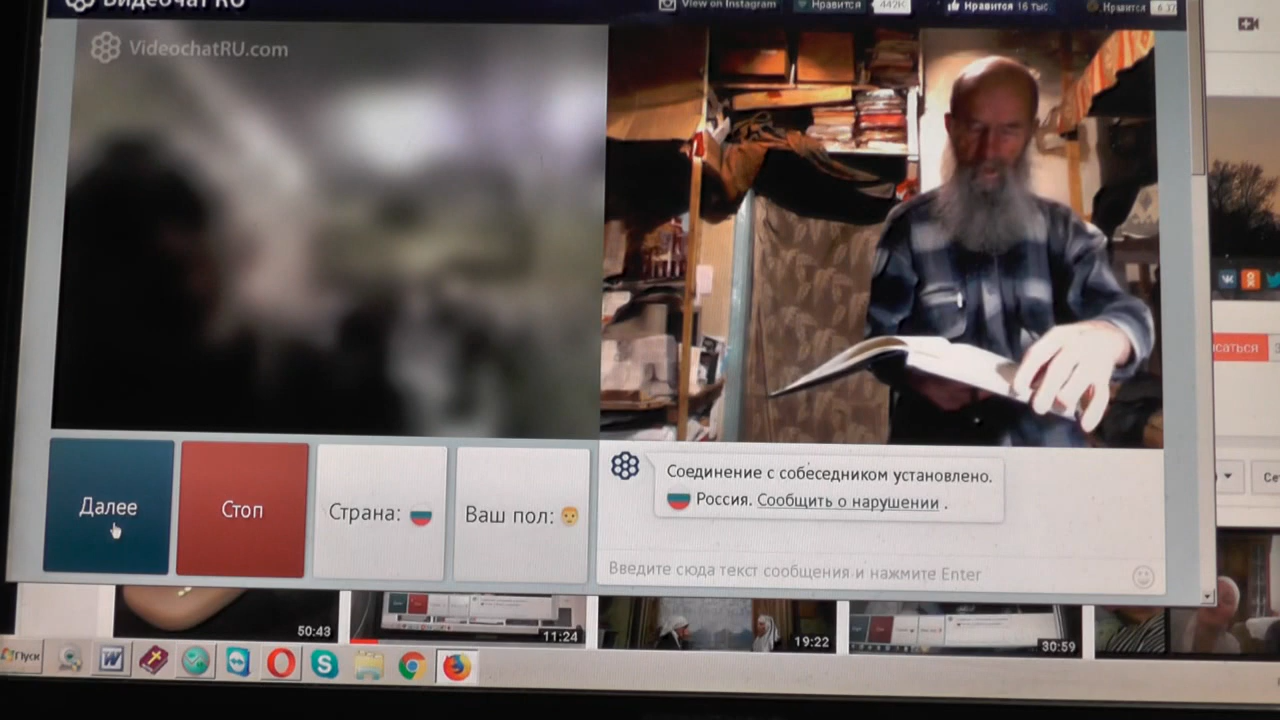 Видеочат RU
View on Instagram
Нравится
442K
Нравится 16 тыс.
Нравится
VideochatRU.com
Далее
Стоп
Страна:
Ваш пол:
Соединение с собеседником установлено.
Россия. Сообщить о нарушении .
Введите сюда текст сообщения и нажмите Enter
50:43
11:24
19:22
30:59
Пуск